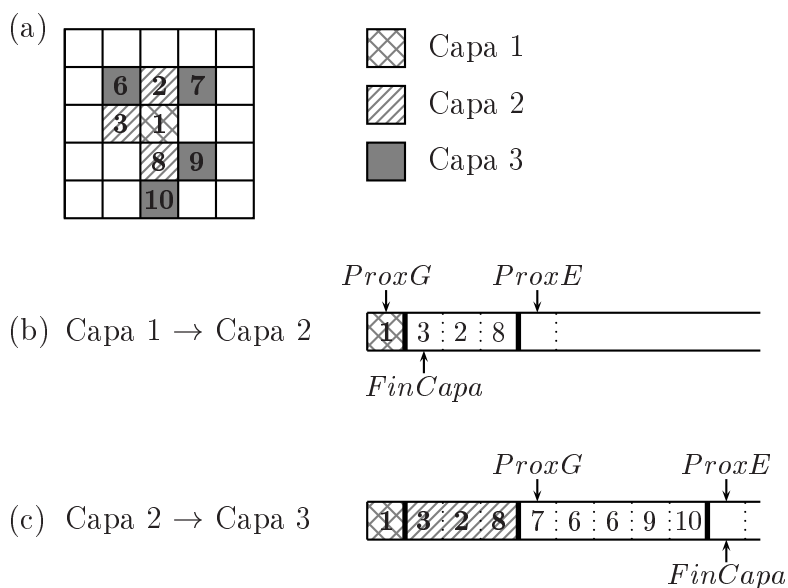 (a)
6 2 7
3 1
8 9
10
Capa 1
Capa 2
Capa 3
ProxG ProxE
(b) Capa 1 → Capa 2 1 3 2 8
FinCapa
ProxG ProxE
(c) Capa 2 → Capa 3 1 3 2 8 7 6 6 9 10
FinCapa